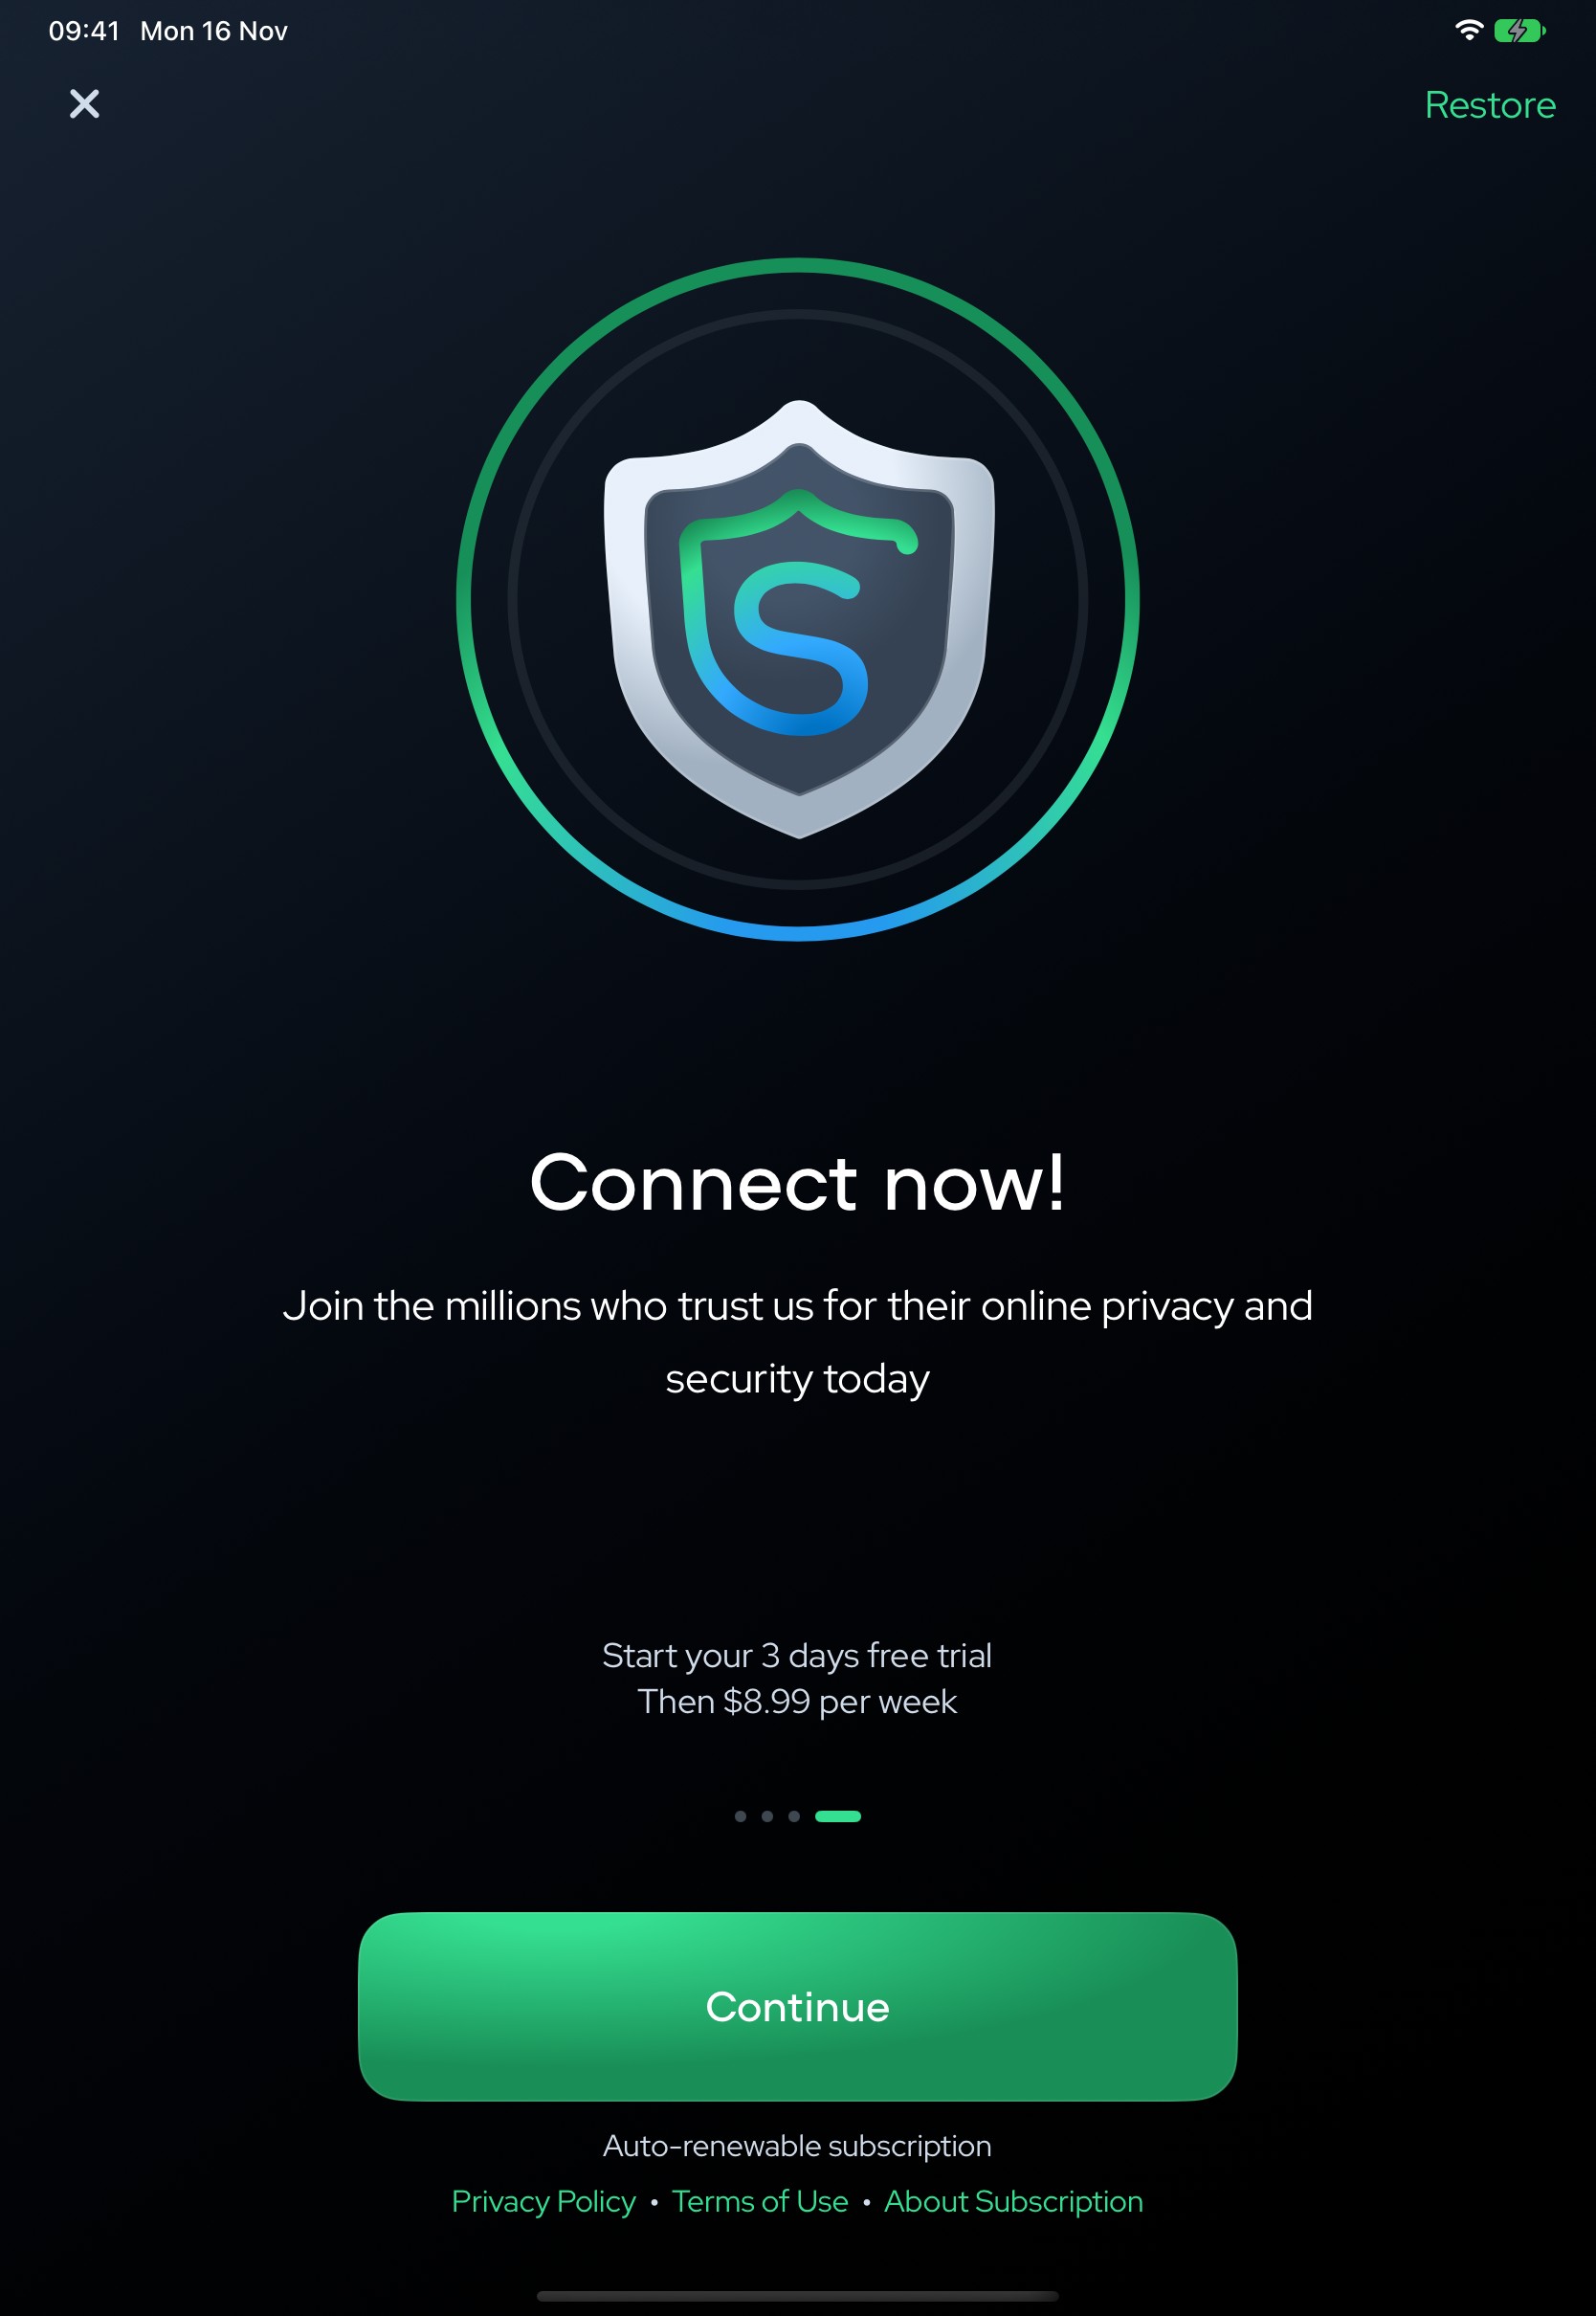 09:41 Mon 16 Nov
Restore
Connect now!
Join the millions who trust us for their online privacy and
security today
Start your 3 days free trial
Then $8.99 per week
Continue
Auto-renewable subscription
Privacy Policy • Terms of Use • About Subscription